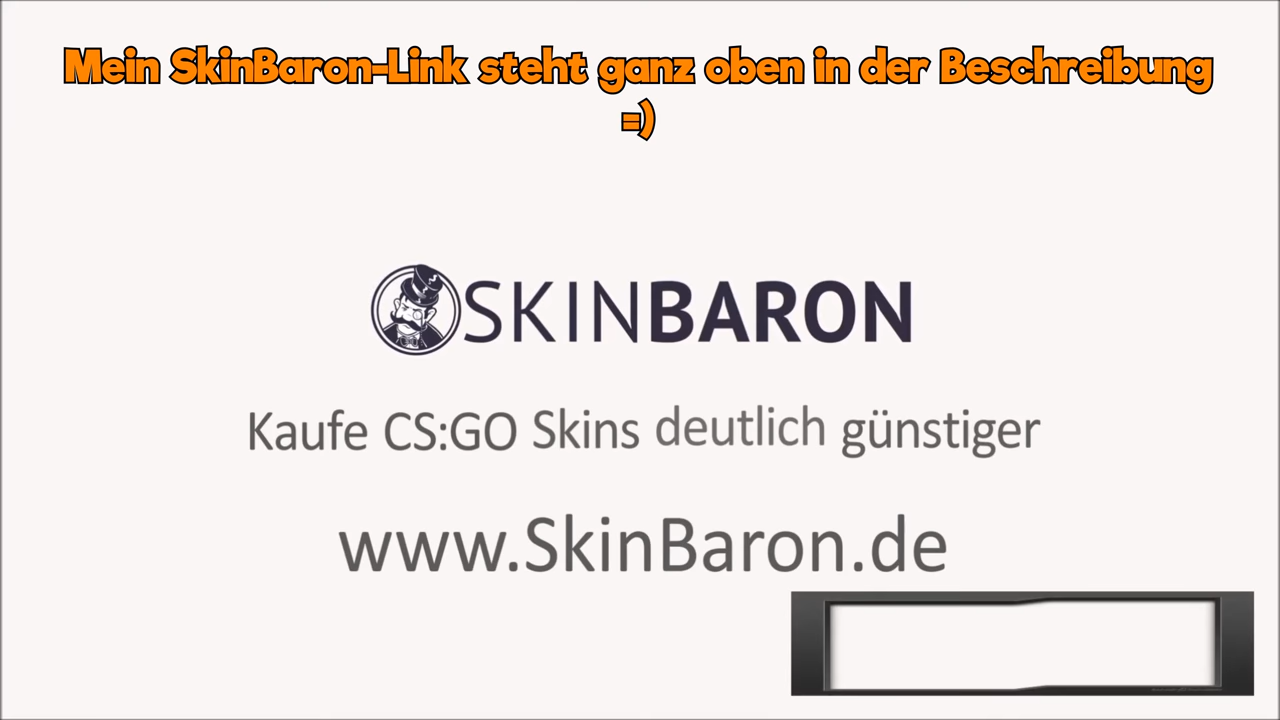 Mein SkinBaron-Link steht ganz oben in der Beschreibung
=)
SKINBARON
Kaufe CS:GO Skins deutlich günstiger
www.SkinBaron.de